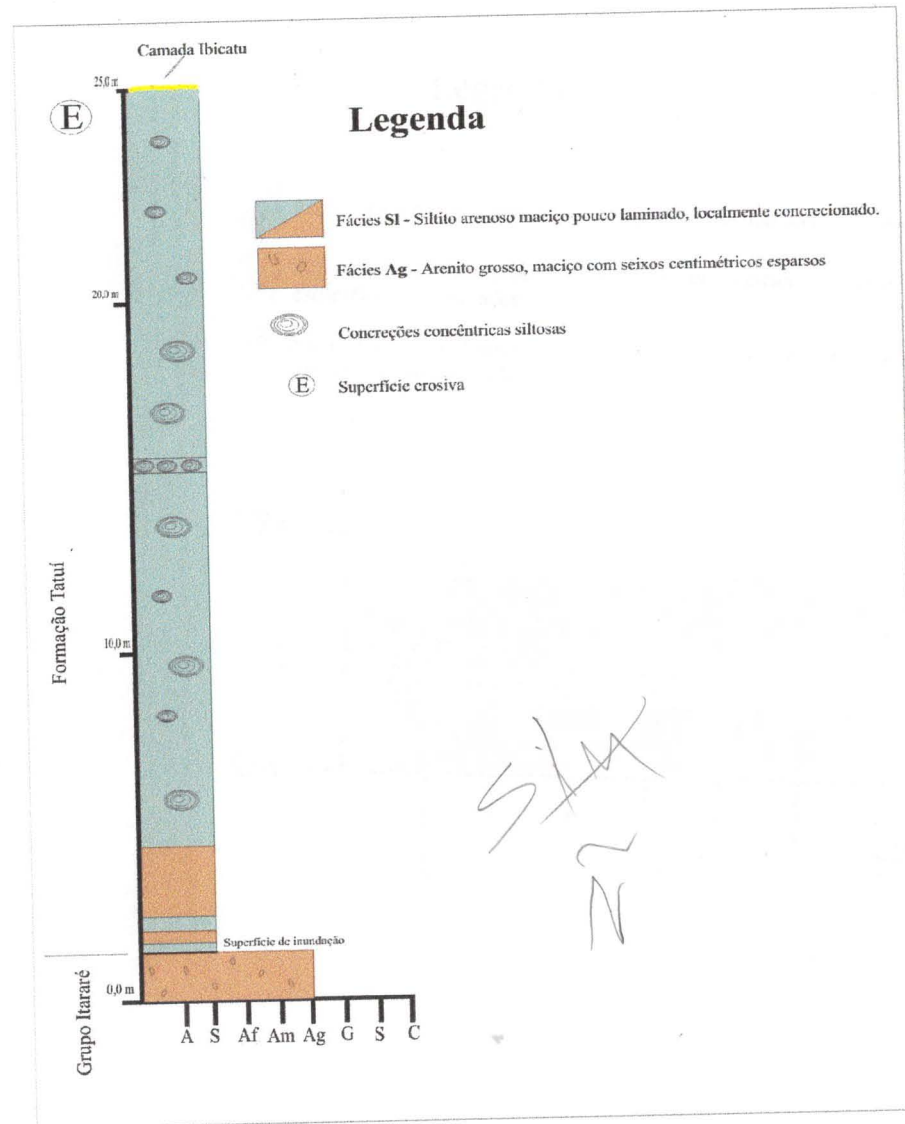 Camada Ibicatu
25,0 m
E
Legenda
Fácies Sl - Siltito arenoso maciço pouco laminado, localmente concrecionado.
Fácies Ag - Arenito grosso, maciço com seixos centimétricos esparsos
20,0 m
Concreções concêntricas siltosas
E Superfície erosiva
Formação Tatuí
10,0 m
Superfície de inundação
Grupo Itararé
0,0 m
A S Af Am Ag G S C